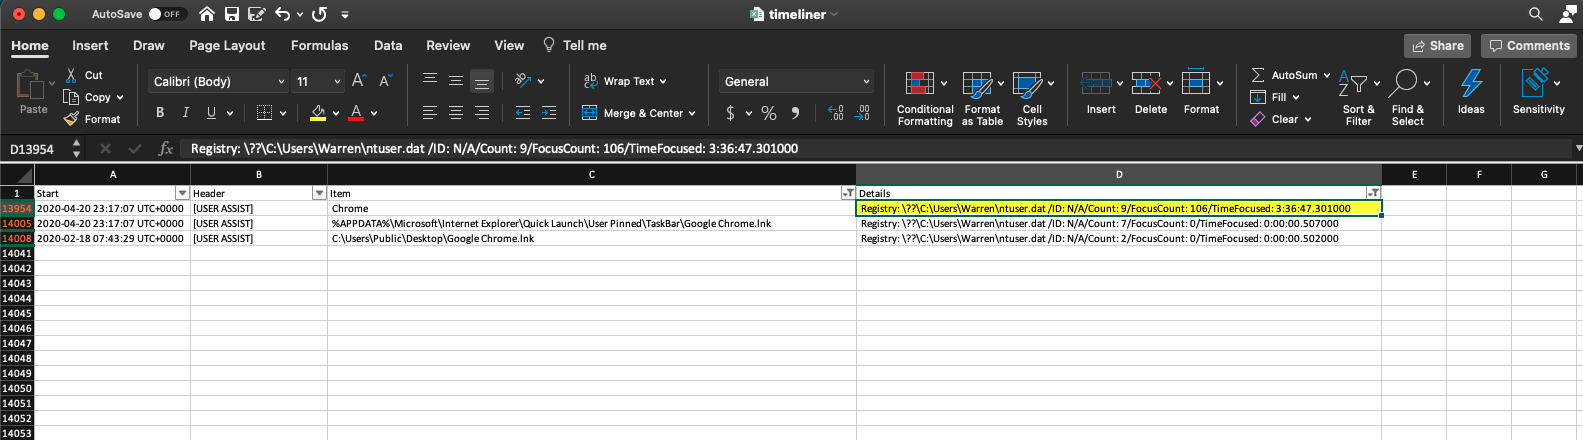 AutoSave OFF timeliner
Home Insert Draw Page Layout Formulas Data Review View Tell me Share Comments
Paste Cut Copy Format
Calibri (Body) 11 A A
B I U A
ab Wrap Text
Merge & Center
General
$ % 9 .00
Conditional Formatting Format as Table Cell Styles
Insert Delete Format
AutoSum Fill Clear
Sort & Filter Find & Select Ideas Sensitivity
D13954 fx Registry: \??\C:\Users\Warren\ntuser.dat /ID: N/A/Count: 9/FocusCount: 106/TimeFocused: 3:36:47.301000
A B C D E F G
1 Start Header Item Details
13954 2020-04-20 23:17:07 UTC+0000 [USER ASSIST] Chrome Registry: \??\C:\Users\Warren\ntuser.dat /ID: N/A/Count: 9/FocusCount: 106/TimeFocused: 3:36:47.301000
14005 2020-04-20 23:17:07 UTC+0000 [USER ASSIST] %APPDATA%\Microsoft\Internet Explorer\Quick Launch\User Pinned\TaskBar\Google Chrome.lnk Registry: \??\C:\Users\Warren\ntuser.dat /ID: N/A/Count: 7/FocusCount: 0/TimeFocused: 0:00:00.507000
14008 2020-02-18 07:43:29 UTC+0000 [USER ASSIST] C:\Users\Public\Desktop\Google Chrome.lnk Registry: \??\C:\Users\Warren\ntuser.dat /ID: N/A/Count: 2/FocusCount: 0/TimeFocused: 0:00:00.502000
14041
14042
14043
14044
14045
14046
14047
14048
14049
14050
14051
14052
14053